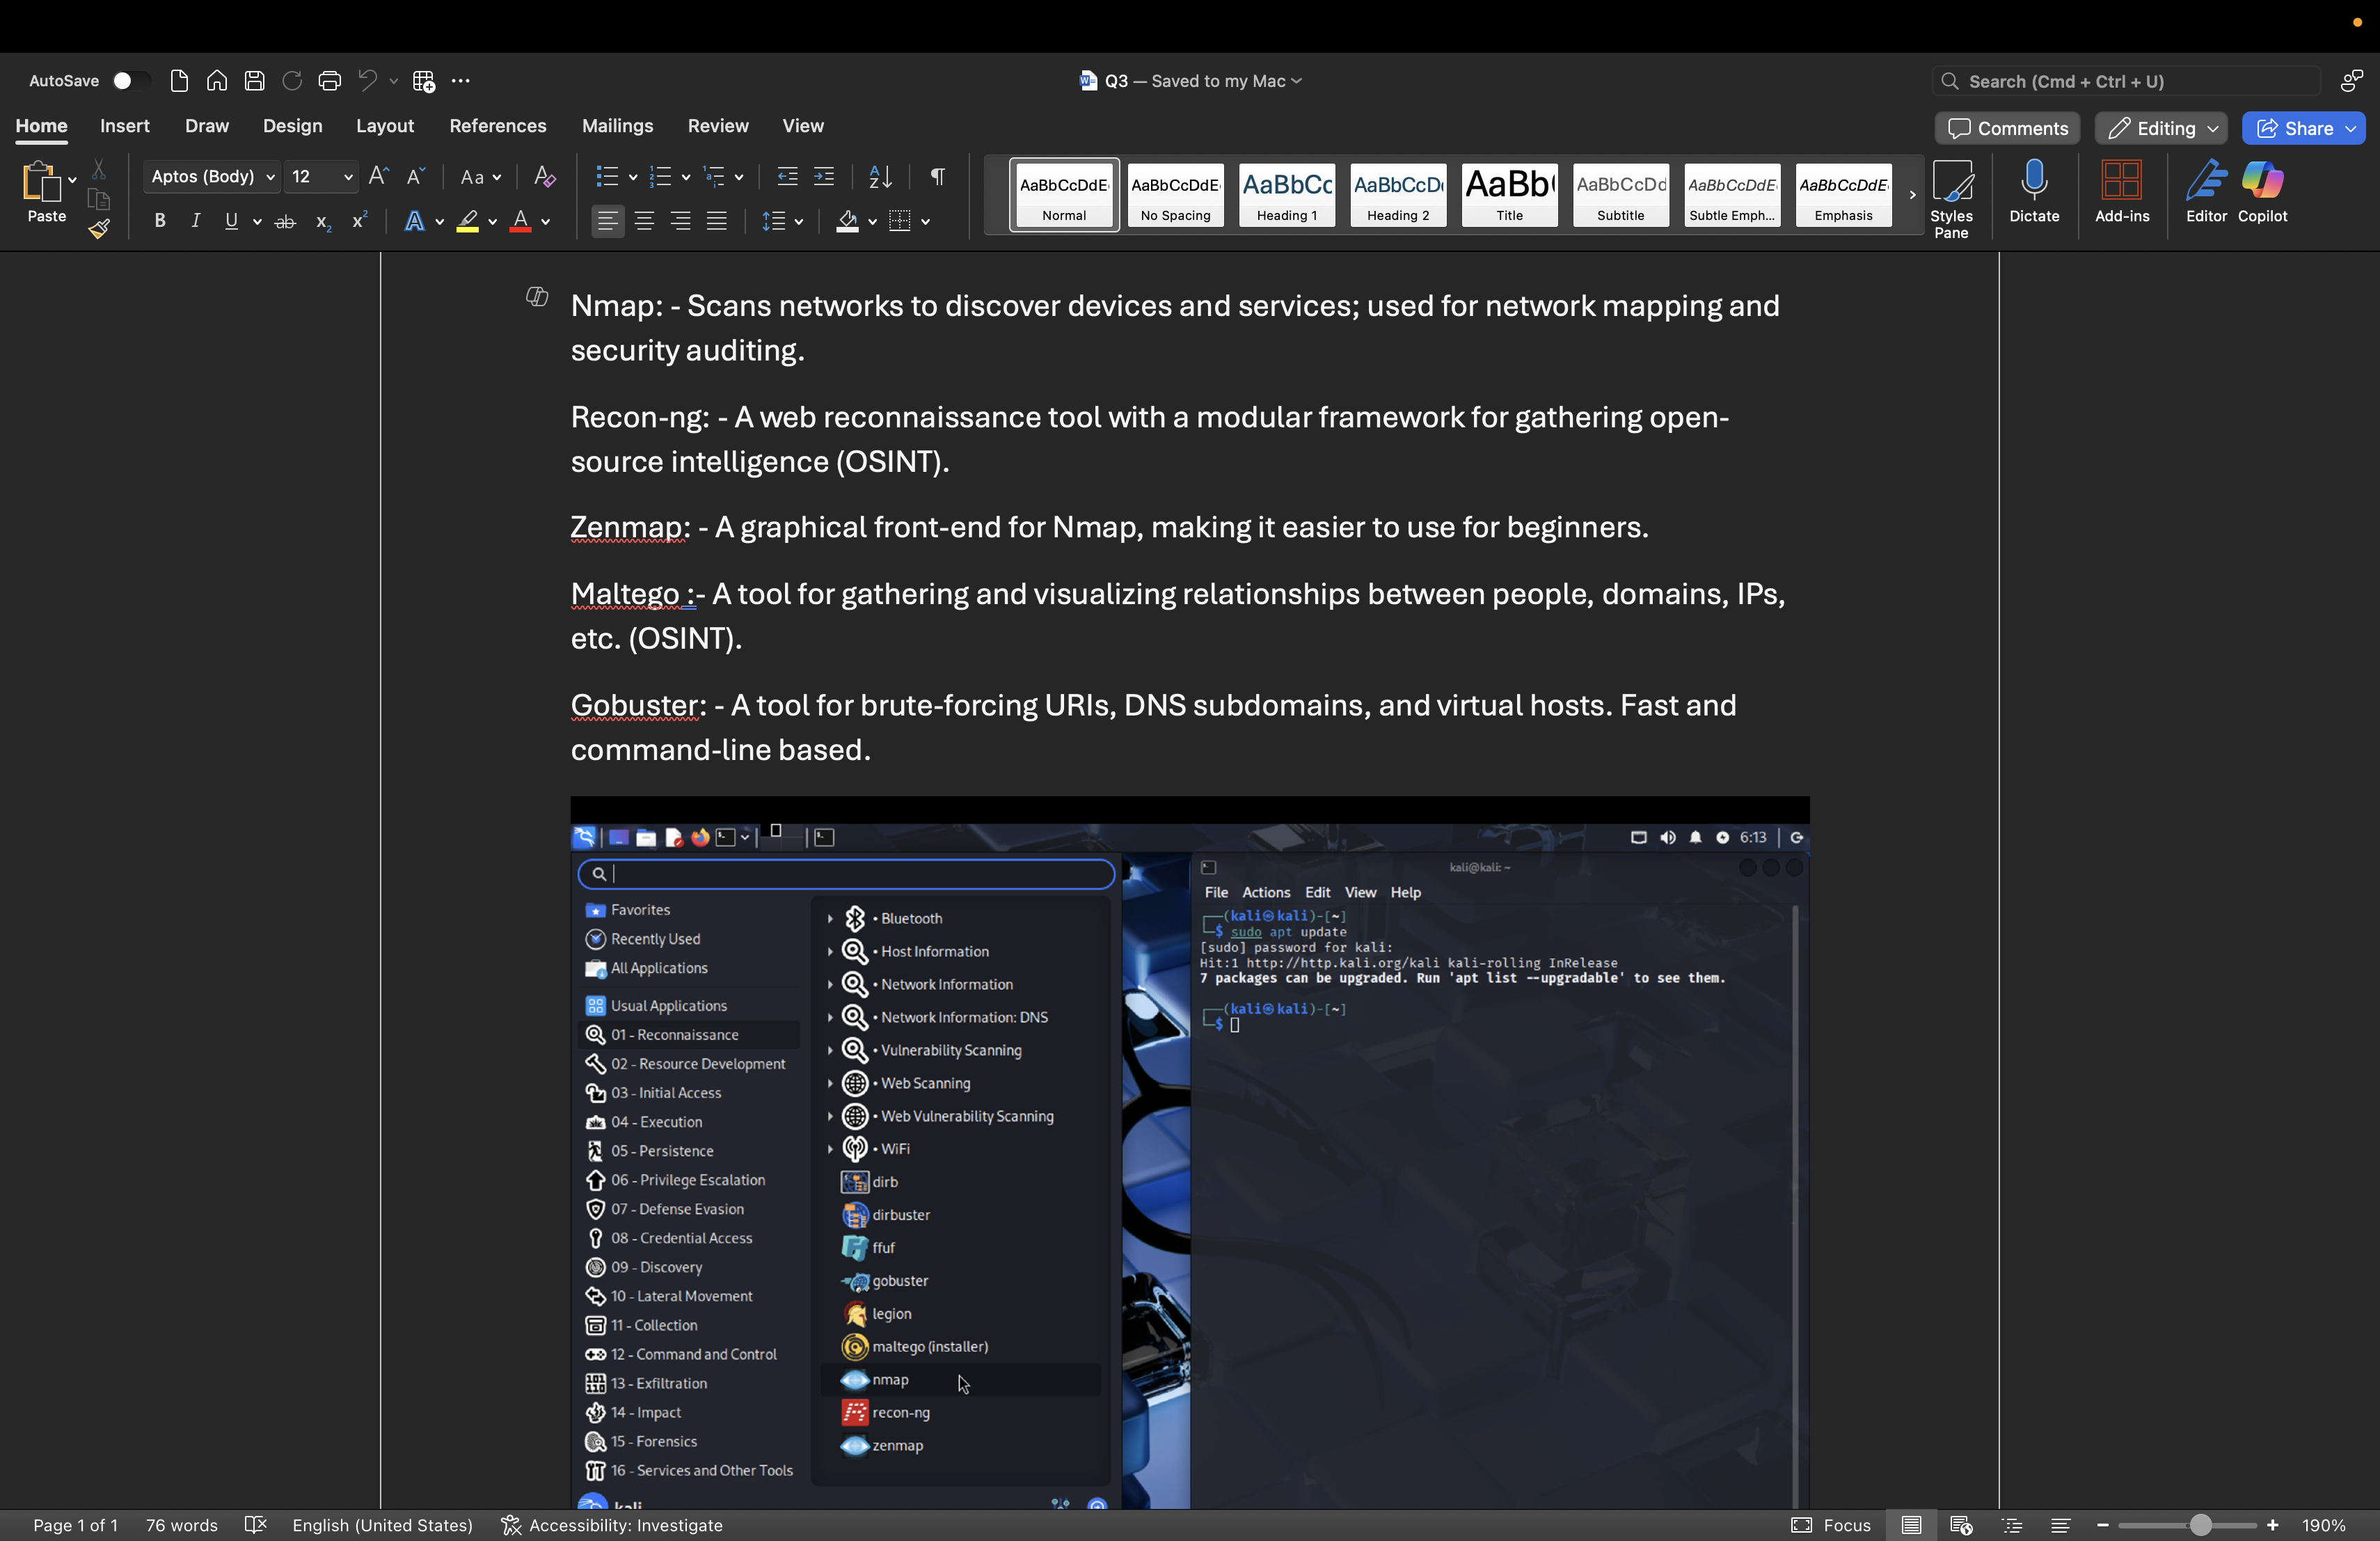 AutoSave
Q3 — Saved to my Mac
Search (Cmd + Ctrl + U)
Home Insert Draw Design Layout References Mailings Review View
Comments Editing Share
Paste
Aptos (Body) 12
AaBbCcDdE Normal
AaBbCcDdE No Spacing
AaBbCc Heading 1
AaBbCcD Heading 2
AaBb Title
AaBbCcDd Subtitle
AaBbCcDdE Subtle Emph...
AaBbCcDdE Emphasis
Styles Pane
Dictate
Add-ins
Editor
Copilot
Nmap: - Scans networks to discover devices and services; used for network mapping and
security auditing.
Recon-ng: - A web reconnaissance tool with a modular framework for gathering open-
source intelligence (OSINT).
Zenmap: - A graphical front-end for Nmap, making it easier to use for beginners.
Maltego :- A tool for gathering and visualizing relationships between people, domains, IPs,
etc. (OSINT).
Gobuster: - A tool for brute-forcing URIs, DNS subdomains, and virtual hosts. Fast and
command-line based.
6:13
Favorites
Recently Used
All Applications
Usual Applications
01 - Reconnaissance
02 - Resource Development
03 - Initial Access
04 - Execution
05 - Persistence
06 - Privilege Escalation
07 - Defense Evasion
08 - Credential Access
09 - Discovery
10 - Lateral Movement
11 - Collection
12 - Command and Control
13 - Exfiltration
14 - Impact
15 - Forensics
16 - Services and Other Tools
kali
• Bluetooth
• Host Information
• Network Information
• Network Information: DNS
• Vulnerability Scanning
• Web Scanning
• Web Vulnerability Scanning
• WiFi
dirb
dirbuster
ffuf
gobuster
legion
maltego (installer)
nmap
recon-ng
zenmap
kali@kali: ~
File Actions Edit View Help
┌──(kali㉿kali)-[~]
└─$ sudo apt update
[sudo] password for kali:
Hit:1 http://http.kali.org/kali kali-rolling InRelease
7 packages can be upgraded. Run 'apt list --upgradable' to see them.
┌──(kali㉿kali)-[~]
└─$
Page 1 of 1 76 words English (United States) Accessibility: Investigate
Focus 190%